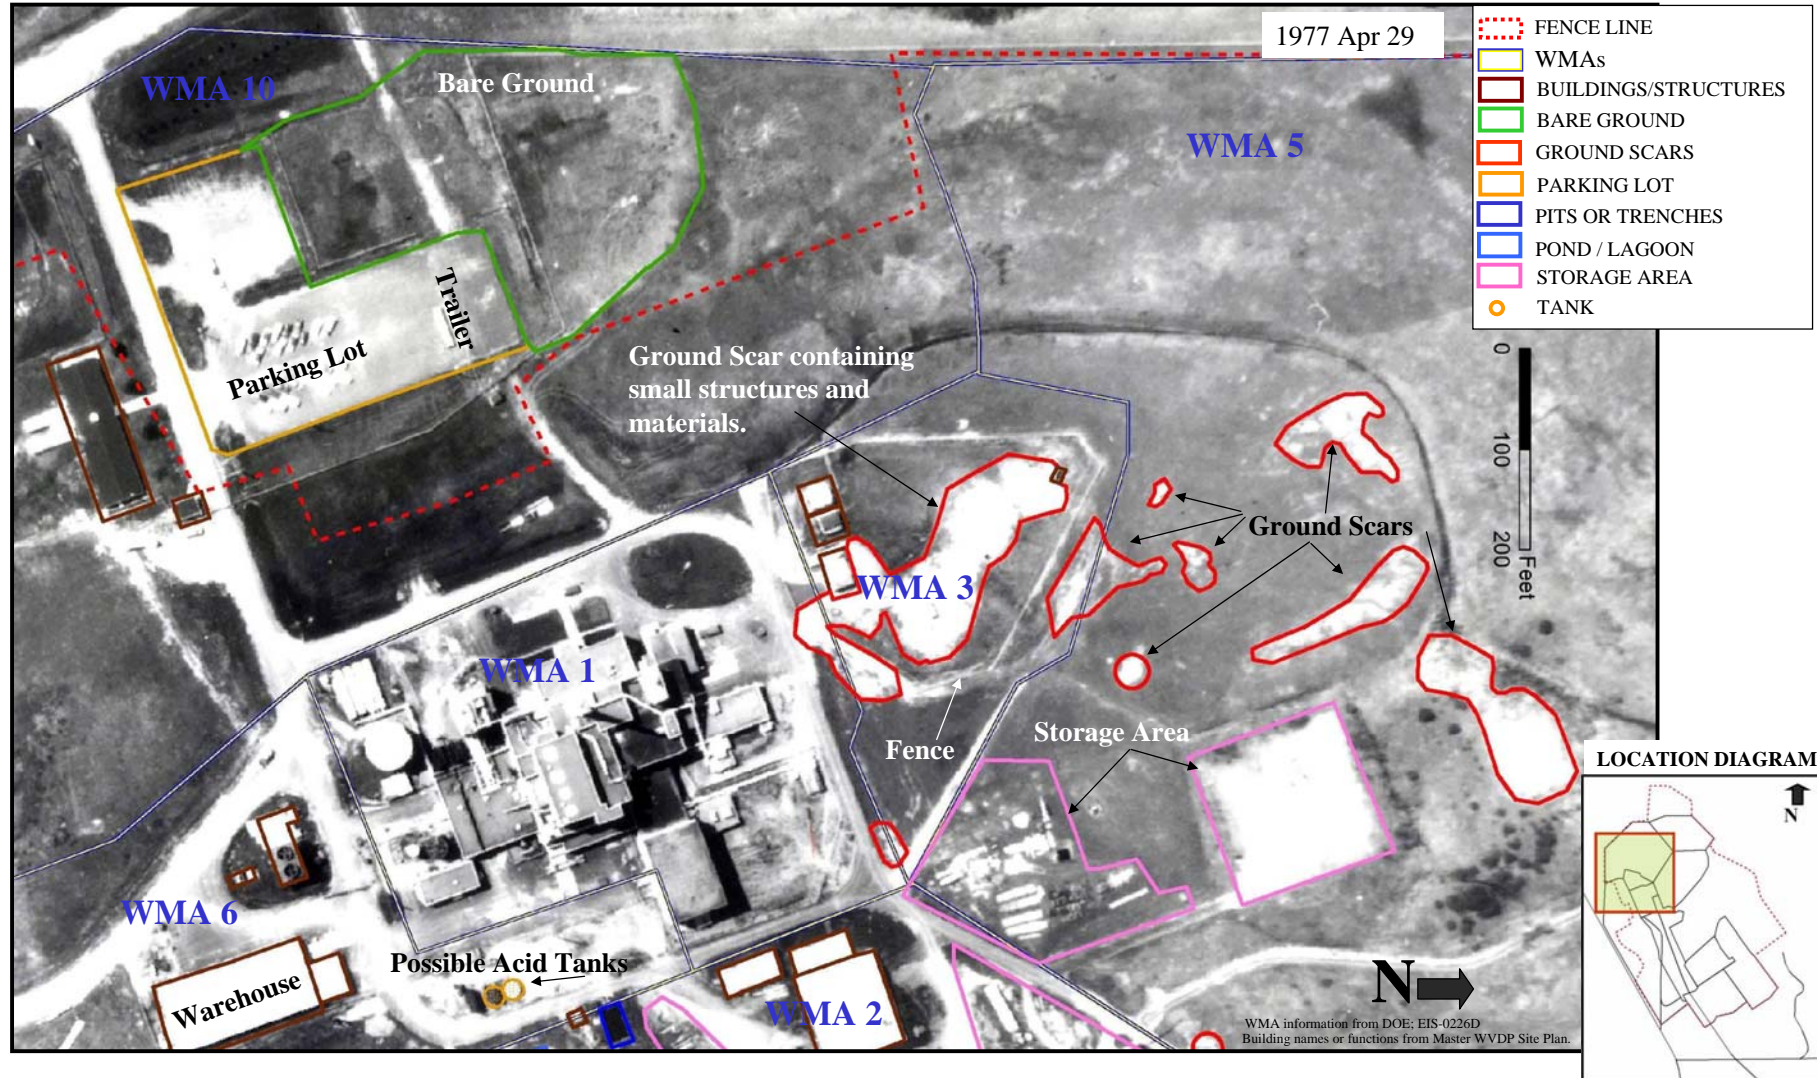 1977 Apr 29
FENCE LINE
WMAs
BUILDINGS/STRUCTURES
BARE GROUND
GROUND SCARS
PARKING LOT
PITS OR TRENCHES
POND / LAGOON
STORAGE AREA
TANK
WMA 10
Bare Ground
WMA 5
Trailer
Parking Lot
Ground Scar containing
small structures and
materials.
0
100
200
Feet
Ground Scars
WMA 3
WMA 1
Fence
Storage Area
LOCATION DIAGRAM
N
WMA 6
Possible Acid Tanks
Warehouse
WMA 2
N
WMA information from DOE; EIS-0226D
Building names or functions from Master WVDP Site Plan.